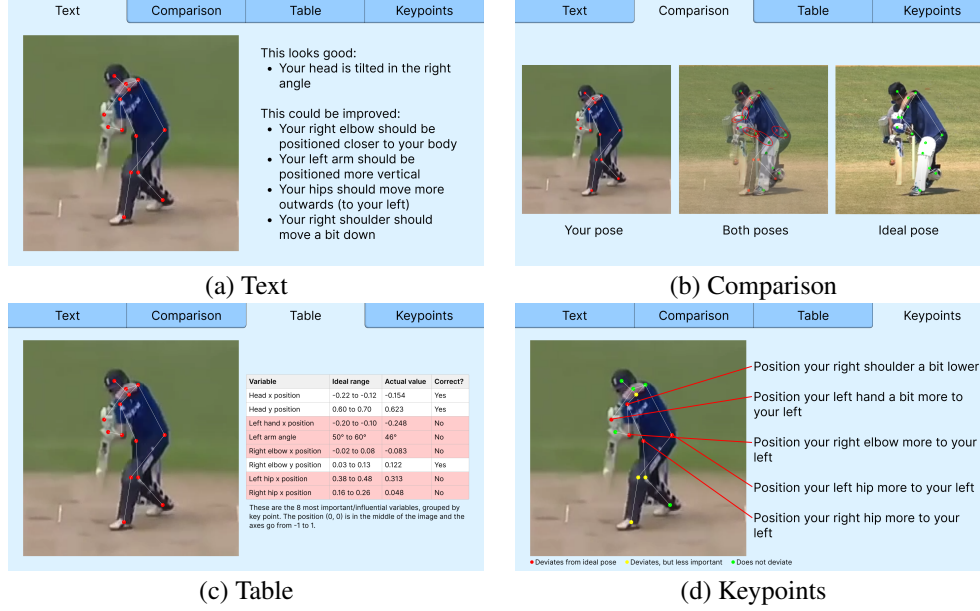 Text Comparison Table Keypoints
This looks good:
• Your head is tilted in the right
angle
This could be improved:
• Your right elbow should be
positioned closer to your body
• Your left arm should be
positioned more vertical
• Your hips should move more
outwards (to your left)
• Your right shoulder should
move a bit down
(a) Text
Text Comparison Table Keypoints
Your pose Both poses Ideal pose
(b) Comparison
Text Comparison Table Keypoints
Variable Ideal range Actual value Correct?
Head x position -0.22 to -0.12 -0.154 Yes
Head y position 0.60 to 0.70 0.623 Yes
Left hand x position -0.20 to -0.10 -0.248 No
Left arm angle 50° to 60° 46° No
Right elbow x position -0.02 to 0.08 -0.083 No
Right elbow y position 0.03 to 0.13 0.122 Yes
Left hip x position 0.38 to 0.48 0.313 No
Right hip x position 0.16 to 0.26 0.048 No
These are the 8 most important/influential variables, grouped by
key point. The position (0, 0) is in the middle of the image and the
axes go from -1 to 1.
(c) Table
Text Comparison Table Keypoints
Position your right shoulder a bit lower
Position your left hand a bit more to
your left
Position your right elbow more to your
left
Position your left hip more to your left
Position your right hip more to your
left
Deviates from ideal pose Deviates, but less important Does not deviate
(d) Keypoints